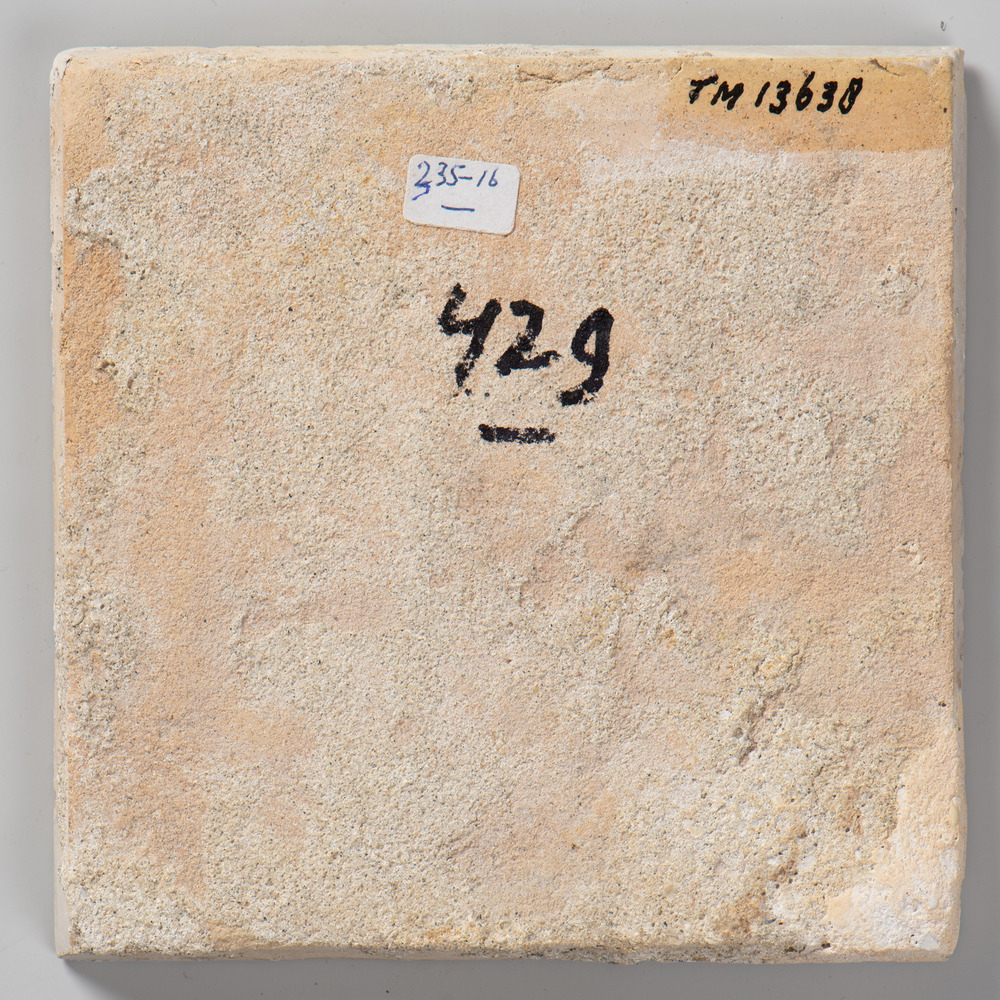 TM 13638
235-16
—
429
—